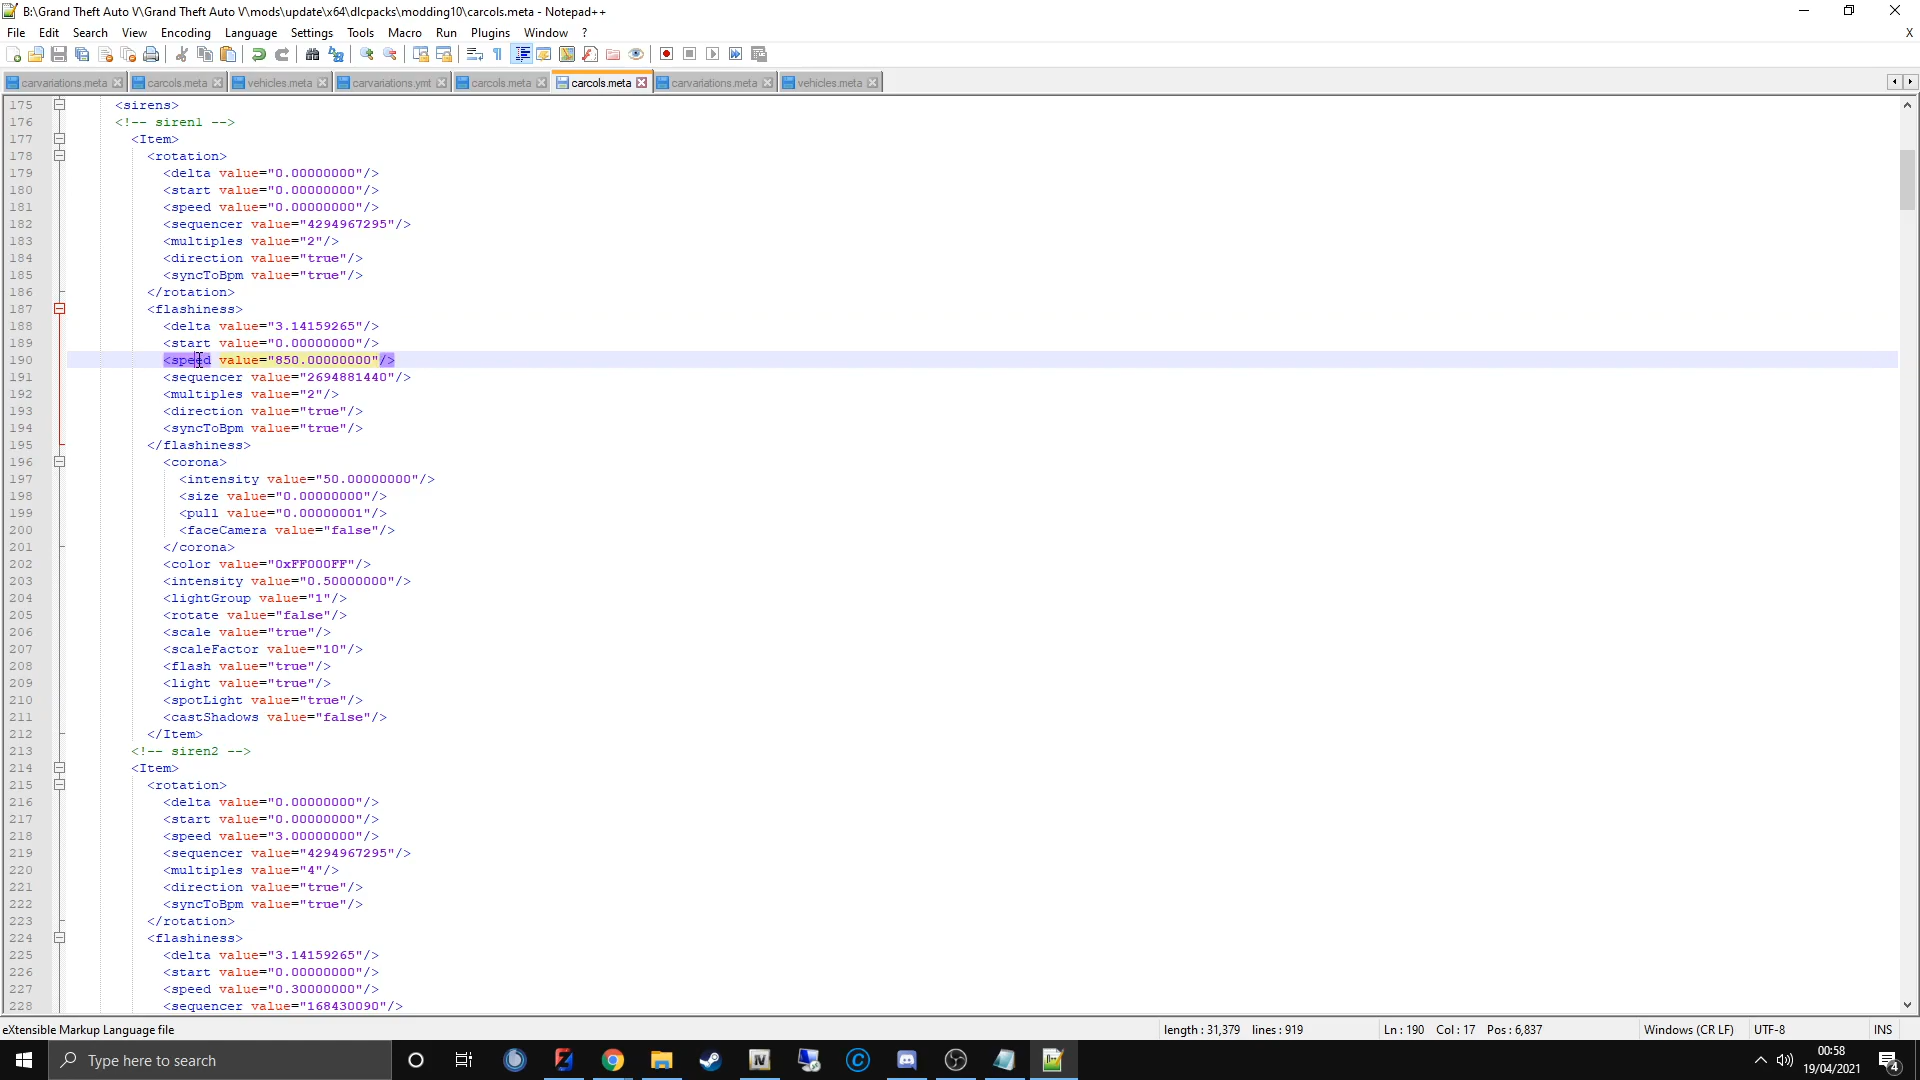 B:\Grand Theft Auto V\Grand Theft Auto V\mods\update\x64\dlcpacks\modding10\carcols.meta - Notepad++
File Edit Search View Encoding Language Settings Tools Macro Run Plugins Window ? X
carvariations.meta carcols.meta vehicles.meta carvariations.ymt carcols.meta carcols.meta carvariations.meta vehicles.meta
175 <sirens>
176 <!-- siren1 -->
177 <Item>
178 <rotation>
179 <delta value="0.00000000"/>
180 <start value="0.00000000"/>
181 <speed value="0.00000000"/>
182 <sequencer value="4294967295"/>
183 <multiples value="2"/>
184 <direction value="true"/>
185 <syncToBpm value="true"/>
186 </rotation>
187 <flashiness>
188 <delta value="3.14159265"/>
189 <start value="0.00000000"/>
190 <speed value="850.00000000"/>
191 <sequencer value="2694881440"/>
192 <multiples value="2"/>
193 <direction value="true"/>
194 <syncToBpm value="true"/>
195 </flashiness>
196 <corona>
197 <intensity value="50.00000000"/>
198 <size value="0.00000000"/>
199 <pull value="0.00000001"/>
200 <faceCamera value="false"/>
201 </corona>
202 <color value="0xFF000FF"/>
203 <intensity value="0.50000000"/>
204 <lightGroup value="1"/>
205 <rotate value="false"/>
206 <scale value="true"/>
207 <scaleFactor value="10"/>
208 <flash value="true"/>
209 <light value="true"/>
210 <spotLight value="true"/>
211 <castShadows value="false"/>
212 </Item>
213 <!-- siren2 -->
214 <Item>
215 <rotation>
216 <delta value="0.00000000"/>
217 <start value="0.00000000"/>
218 <speed value="3.00000000"/>
219 <sequencer value="4294967295"/>
220 <multiples value="4"/>
221 <direction value="true"/>
222 <syncToBpm value="true"/>
223 </rotation>
224 <flashiness>
225 <delta value="3.14159265"/>
226 <start value="0.00000000"/>
227 <speed value="0.30000000"/>
228 <sequencer value="168430090"/>
eXtensible Markup Language file length : 31,379 lines : 919 Ln : 190 Col : 17 Pos : 6,837 Windows (CR LF) UTF-8 INS
Type here to search
00:58
19/04/2021
4